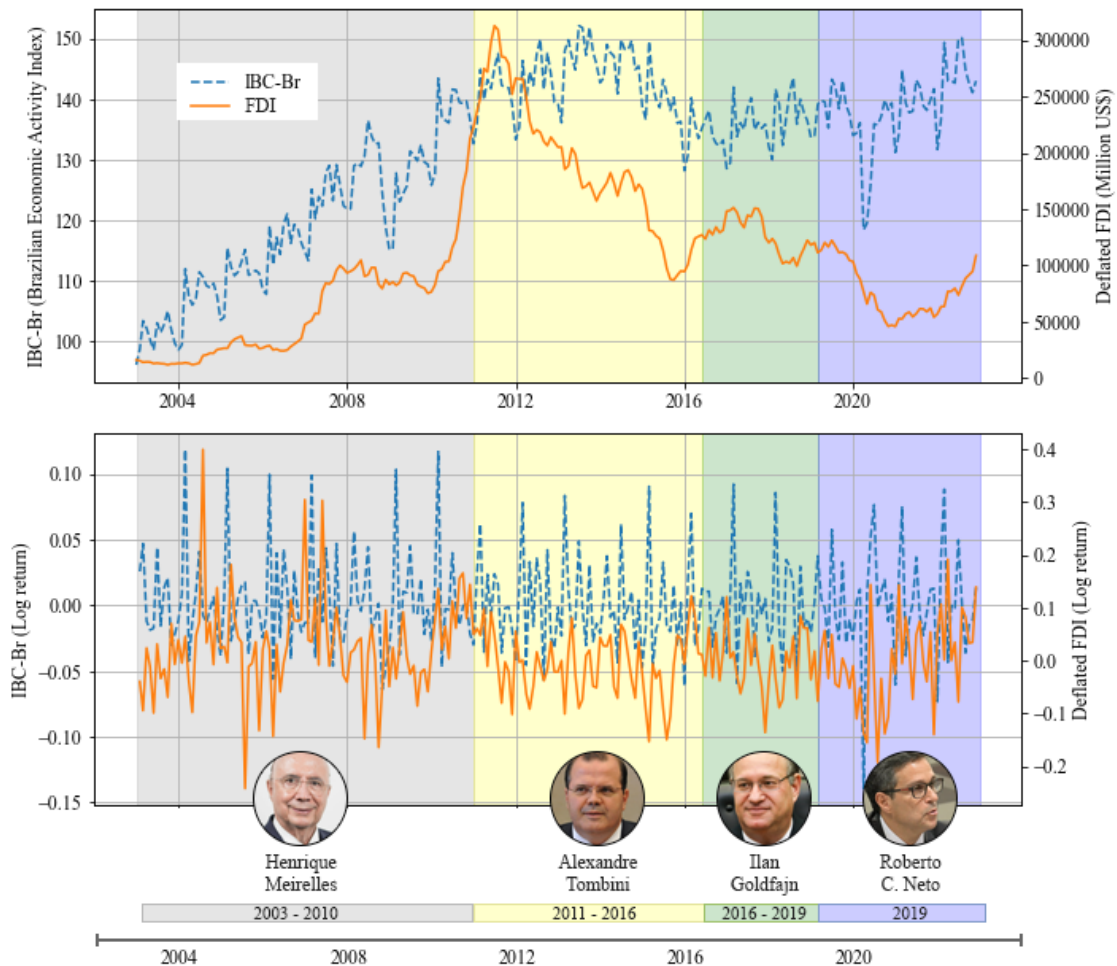 IBC-Br (Brazilian Economic Activity Index)
150
140
130
120
110
100
IBC-Br
FDI
300000
250000
200000
150000
100000
50000
0
Deflated FDI (Million US$)
2004 2008 2012 2016 2020
IBC-Br (Log return)
0.10
0.05
0.00
−0.05
−0.10
−0.15
0.4
0.3
0.2
0.1
0.0
−0.1
−0.2
Deflated FDI (Log return)
Henrique
Meirelles
Alexandre
Tombini
Ilan
Goldfajn
Roberto
C. Neto
2003 - 2010 2011 - 2016 2016 - 2019 2019
2004 2008 2012 2016 2020